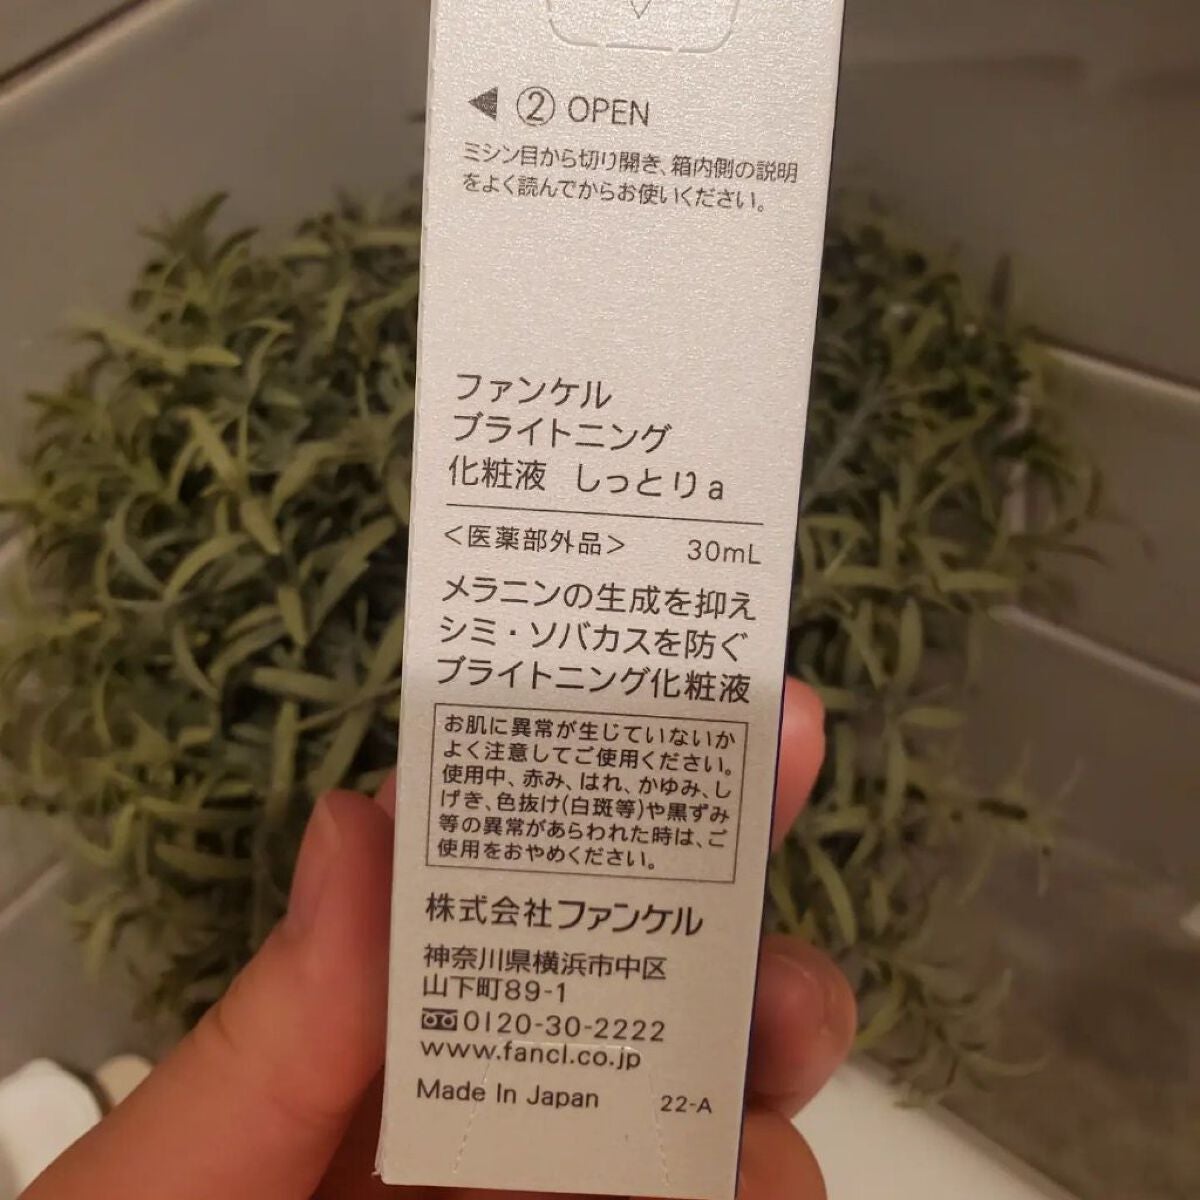 ◀ ② OPEN
ミシン目から切り開き、箱内側の説明
をよく読んでからお使いください。
ファンケル
ブライトニング
化粧液 しっとりa
<医薬部外品> 30mL
メラニンの生成を抑え
シミ・ソバカスを防ぐ
ブライトニング化粧液
お肌に異常が生じていないか
よく注意してご使用ください。
使用中、赤み、はれ、かゆみ、し
げき、色抜け(白斑等)や黒ずみ
等の異常があらわれた時は、ご
使用をおやめください。
株式会社ファンケル
神奈川県横浜市中区
山下町89-1
0120-30-2222
www.fancl.co.jp
Made In Japan 22-A